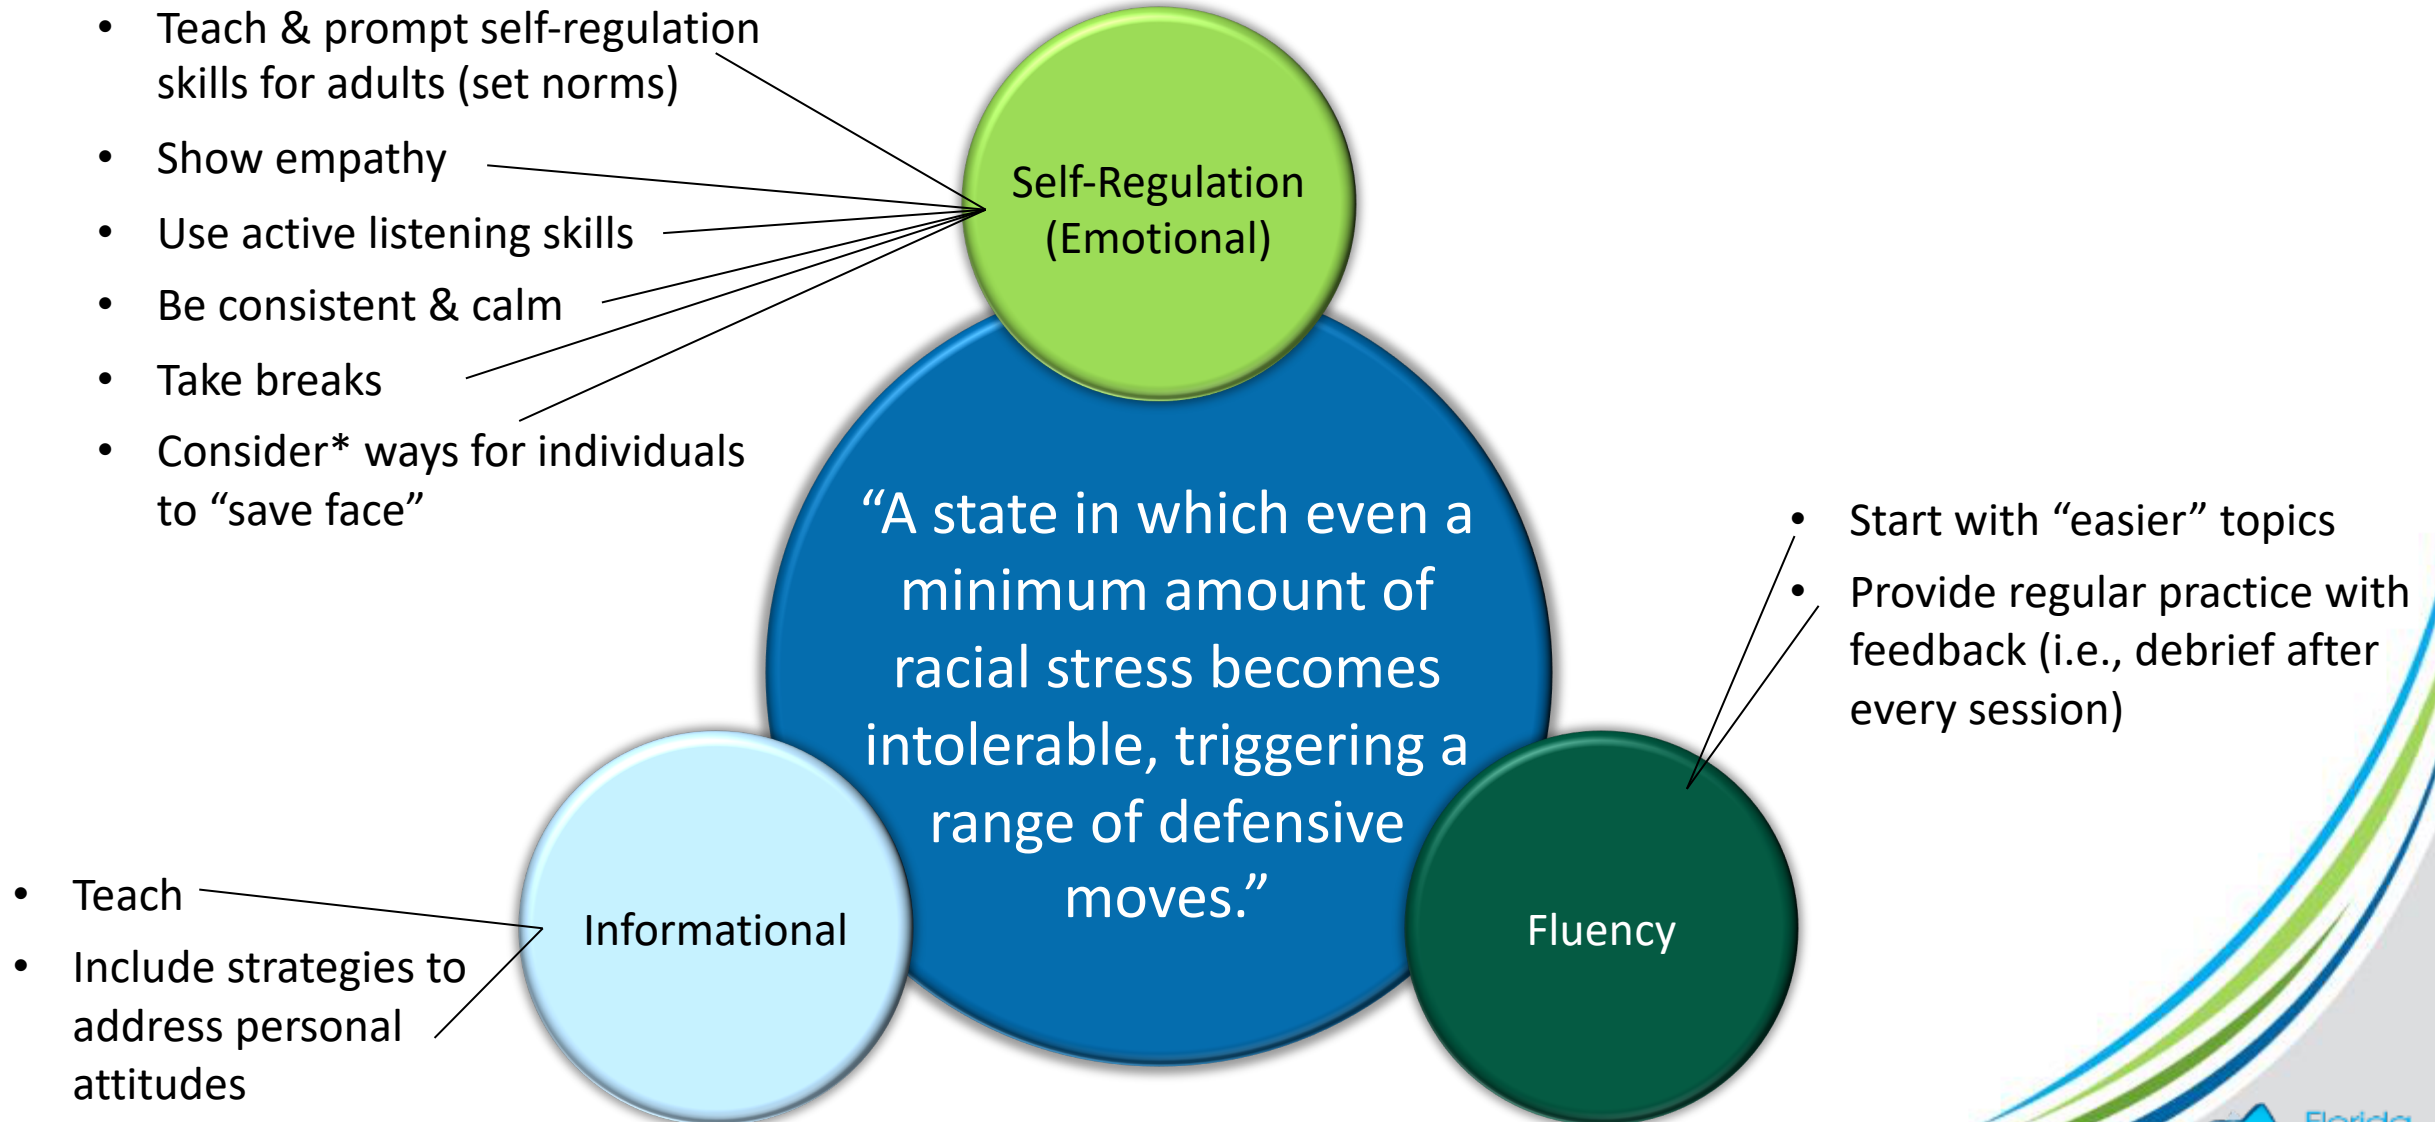 • Teach & prompt self-regulation
skills for adults (set norms)
• Show empathy
• Use active listening skills
• Be consistent & calm
• Take breaks
• Consider* ways for individuals
to “save face”
Self-Regulation
(Emotional)
“A state in which even a
minimum amount of
racial stress becomes
intolerable, triggering a
range of defensive
moves.”
• Start with “easier” topics
• Provide regular practice with
feedback (i.e., debrief after
every session)
• Teach
• Include strategies to
address personal
attitudes
Informational
Fluency
Florida